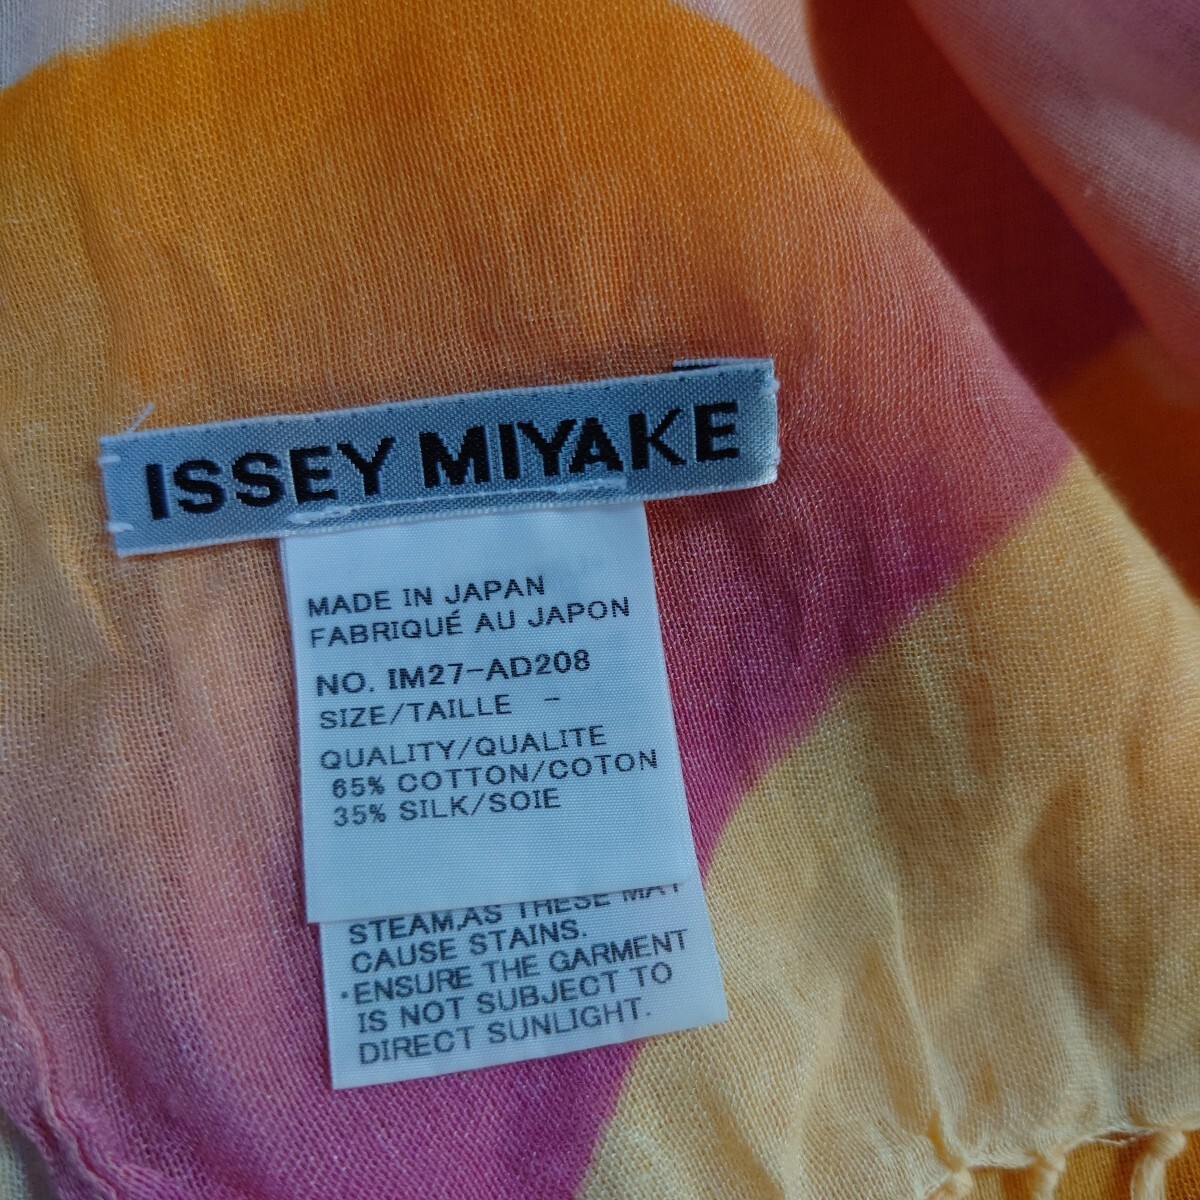 ISSEY MIYAKE
MADE IN JAPAN
FABRIQUÉ AU JAPON
NO. IM27-AD208
SIZE/TAILLE -
QUALITY/QUALITE
65% COTTON/COTON
35% SILK/SOIE
STEAM,AS THESE MAY
CAUSE STAINS.
·ENSURE THE GARMENT
IS NOT SUBJECT TO
DIRECT SUNLIGHT.